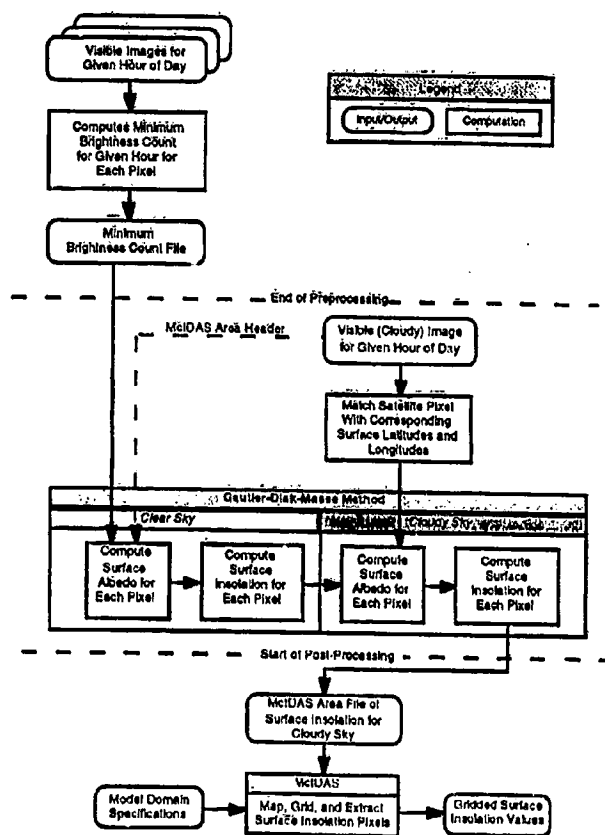 Visible Images for
Given Hour of Day
Legend
Input/Output
Computation
Computes Minimum
Brightness Count
for Given Hour for
Each Pixel
Minimum
Brightness Count File
End of Preprocessing
McIDAS Area Header
Visible (Cloudy) Image
for Given Hour of Day
Match Satellite Pixel
With Corresponding
Surface Latitudes and
Longitudes
Gautier-Diak-Masse Method
Clear Sky
(Cloudy Sky
Compute
Surface
Albedo for
Each Pixel
Compute
Surface
Insolation for
Each Pixel
Compute
Surface
Albedo for
Each Pixel
Compute
Surface
Insolation for
Each Pixel
Start of Post-Processing
McIDAS Area File of
Surface Insolation for
Cloudy Sky
Model Domain
Specifications
McIDAS
Map, Grid, and Extract
Surface Insolation Pixels
Gridded Surface
Insolation Values